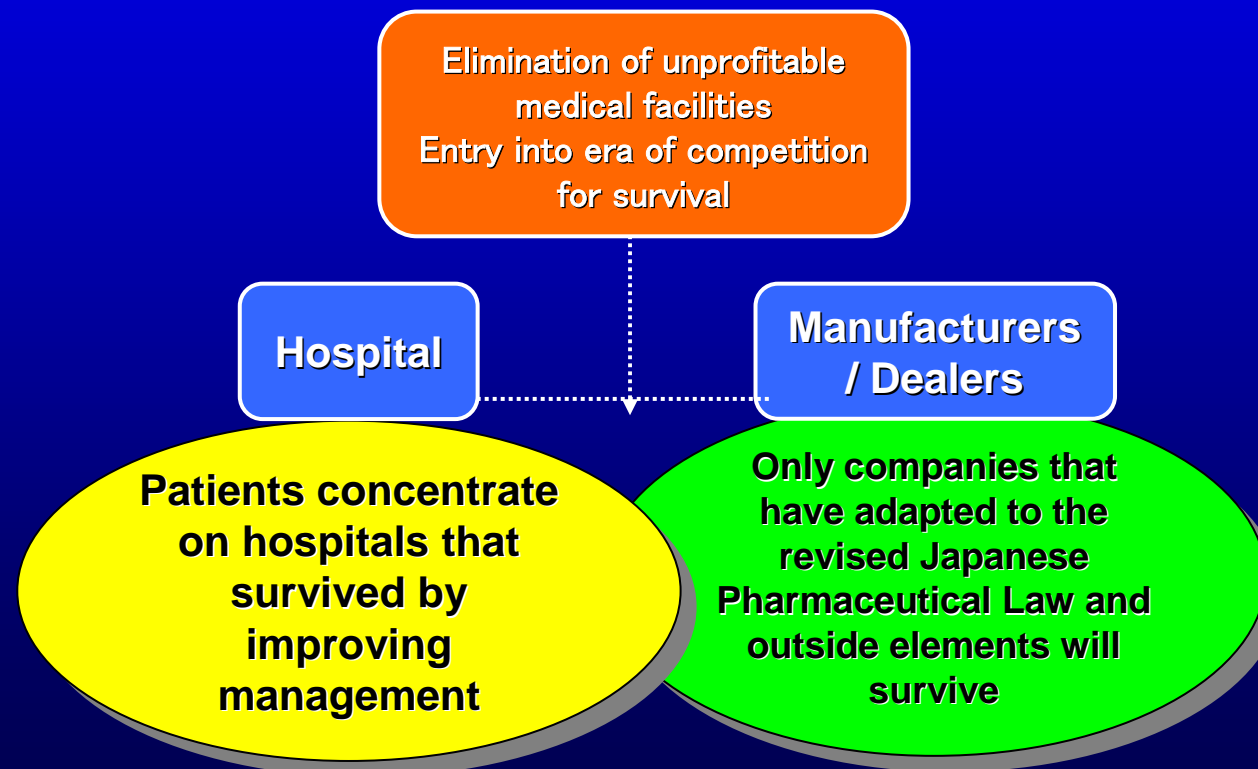 Elimination of unprofitable
medical facilities
Entry into era of competition
for survival
Hospital
Manufacturers
/ Dealers
Patients concentrate
on hospitals that
survived by
improving
management
Only companies that
have adapted to the
revised Japanese
Pharmaceutical Law and
outside elements will
survive